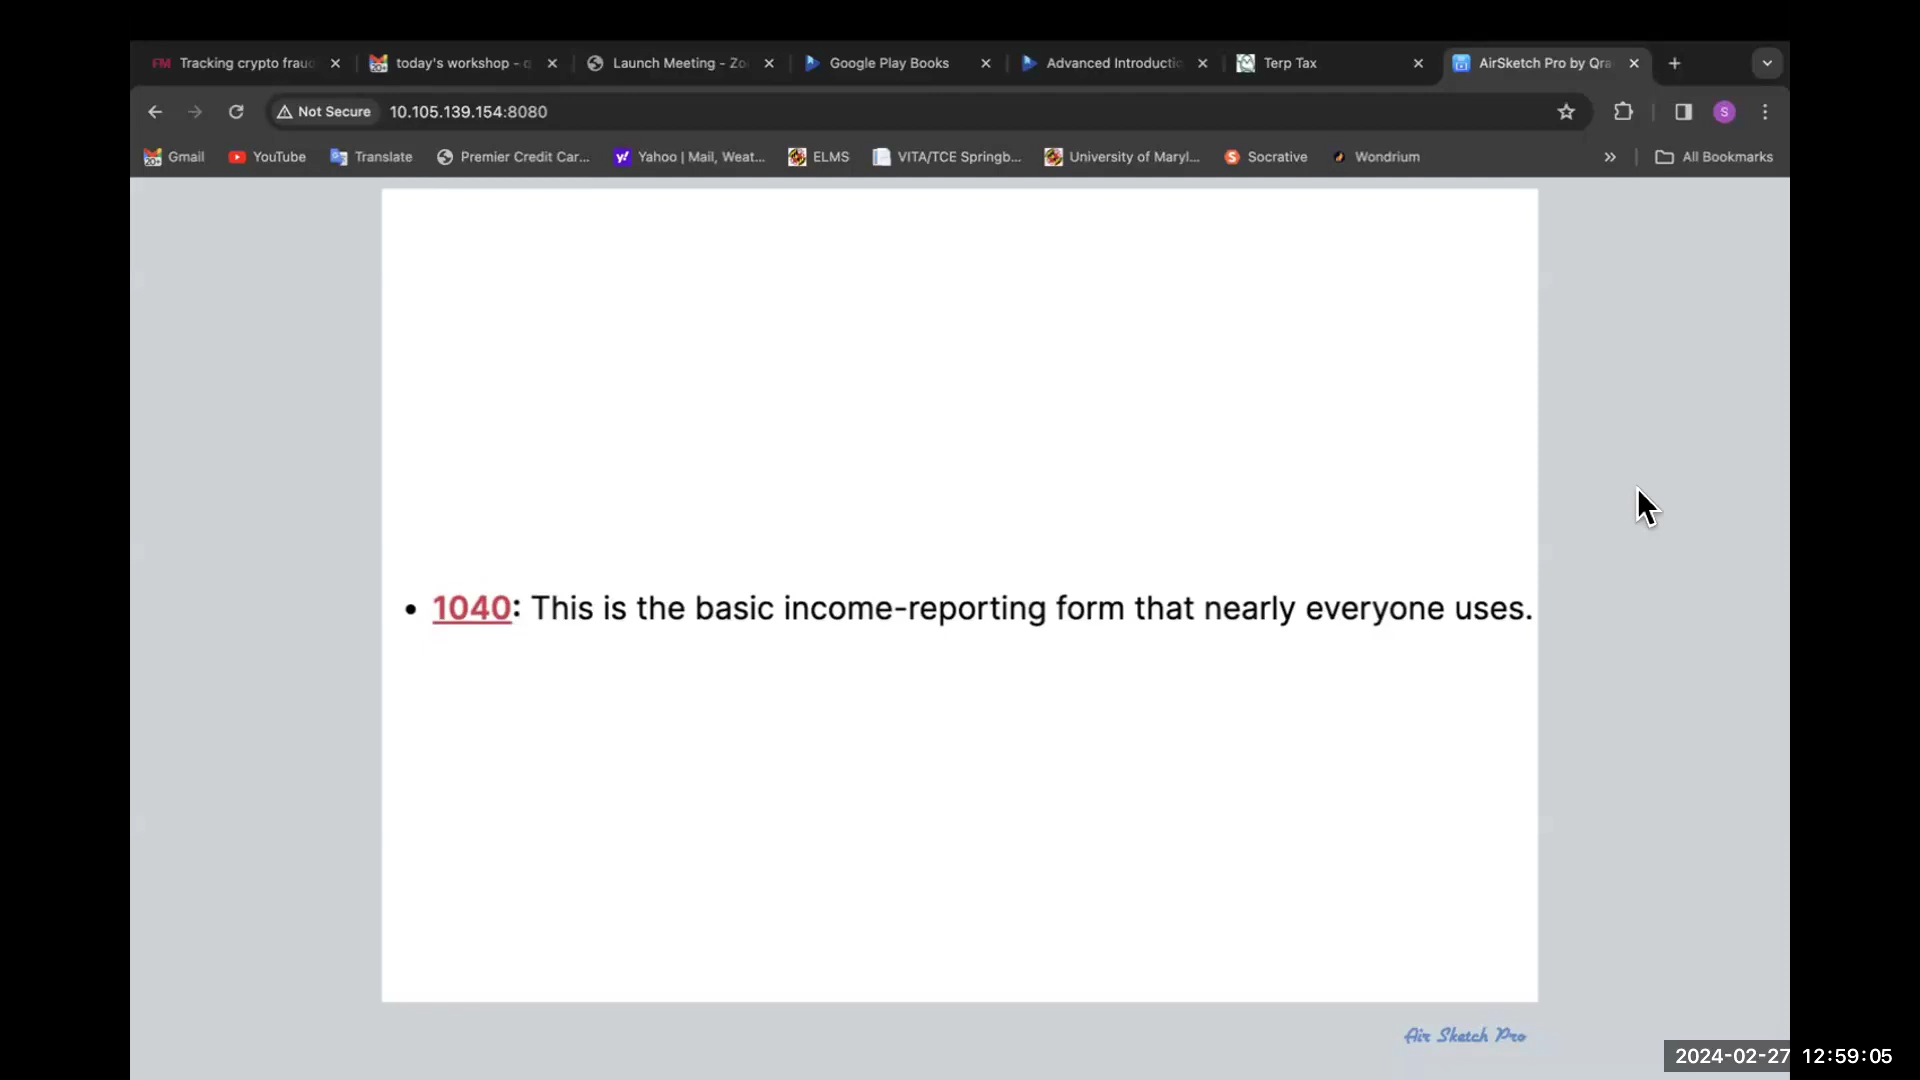 FM Tracking crypto frau
today's workshop -
Launch Meeting - Zo
Google Play Books
Advanced Introducti
Terp Tax
AirSketch Pro by Qra
Not Secure 10.105.139.154:8080
S
Gmail YouTube Translate Premier Credit Car... Yahoo | Mail, Weat... ELMS VITA/TCE Springb... University of Maryl... Socrative Wondrium » All Bookmarks
• 1040: This is the basic income-reporting form that nearly everyone uses.
Air Sketch Pro
2024-02-27 12:59:05